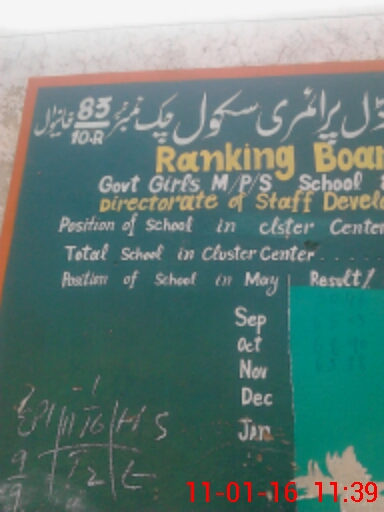 ڈل پرائمری سکول چک نمبر 83/10-R خانیوال
Ranking Boar
Govt Girls M/P/S School
Directorate of Staff Develo
Position of School in clster Center
Total School in Cluster Center . . . .
Position of School in May Result/
Sep
Oct
Nov
Dec
Jan
11-01-16 11:39